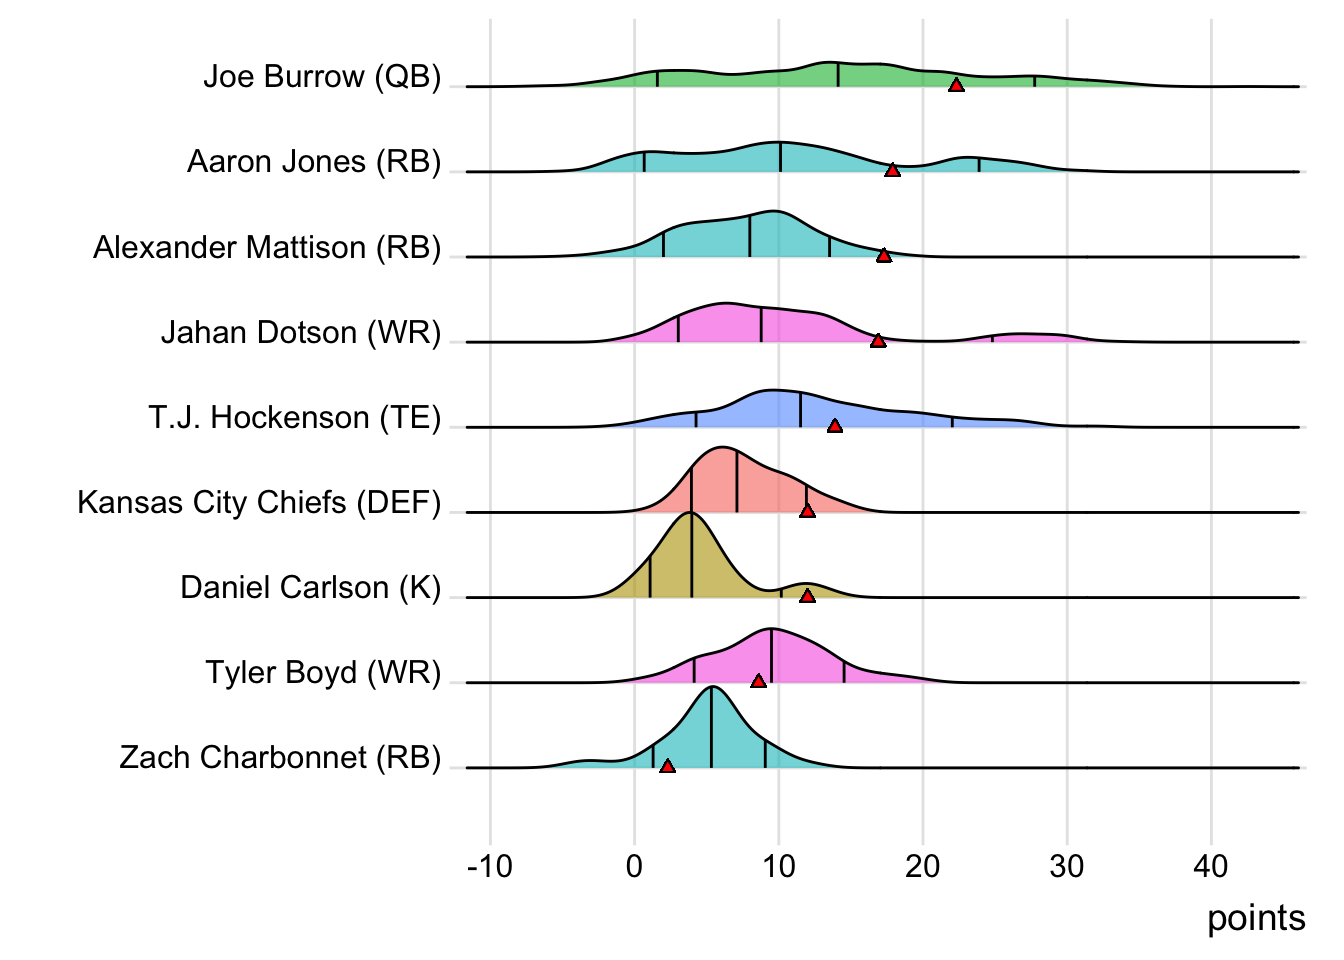 Joe Burrow (QB)
Aaron Jones (RB)
Alexander Mattison (RB)
Jahan Dotson (WR)
T.J. Hockenson (TE)
Kansas City Chiefs (DEF)
Daniel Carlson (K)
Tyler Boyd (WR)
Zach Charbonnet (RB)
-10 0 10 20 30 40
points